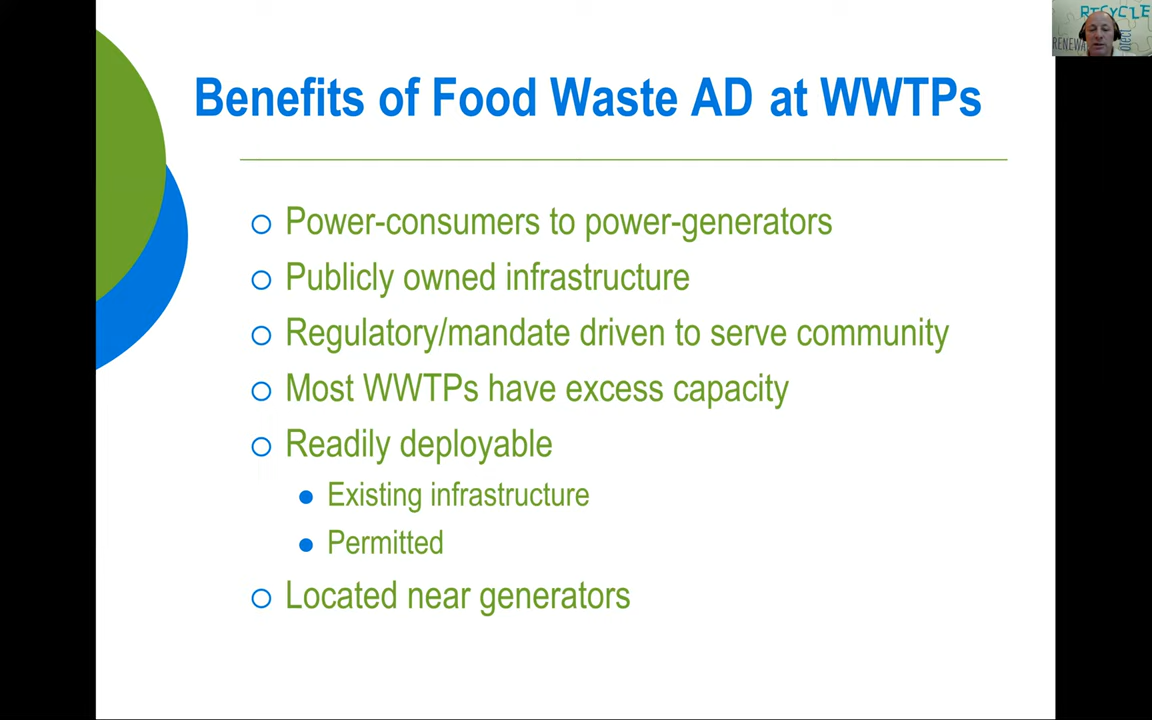 Benefits of Food Waste AD at WWTPs
Power-consumers to power-generators
Publicly owned infrastructure
Regulatory/mandate driven to serve community
Most WWTPs have excess capacity
Readily deployable
Existing infrastructure
Permitted
Located near generators
RECYCLE